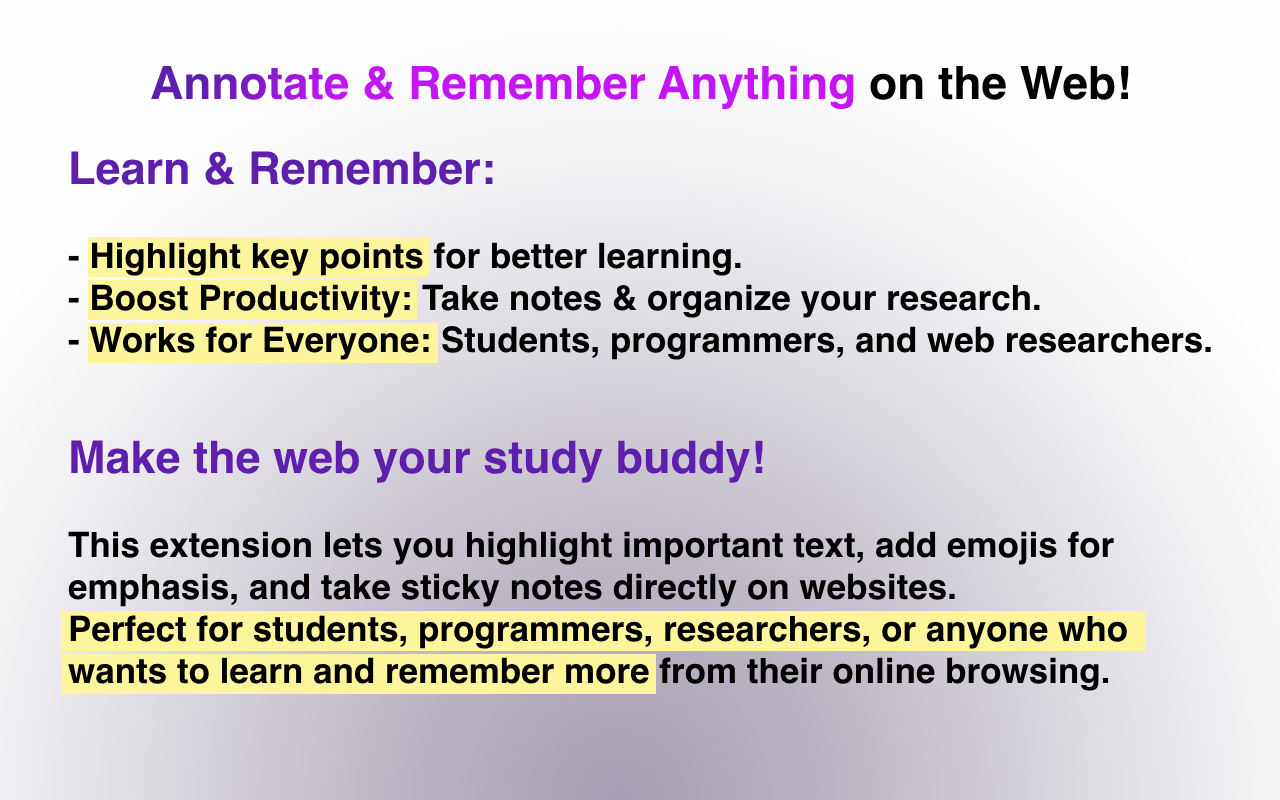 Annotate & Remember Anything on the Web!
Learn & Remember:
- Highlight key points for better learning.
- Boost Productivity: Take notes & organize your research.
- Works for Everyone: Students, programmers, and web researchers.
Make the web your study buddy!
This extension lets you highlight important text, add emojis for
emphasis, and take sticky notes directly on websites.
Perfect for students, programmers, researchers, or anyone who
wants to learn and remember more from their online browsing.